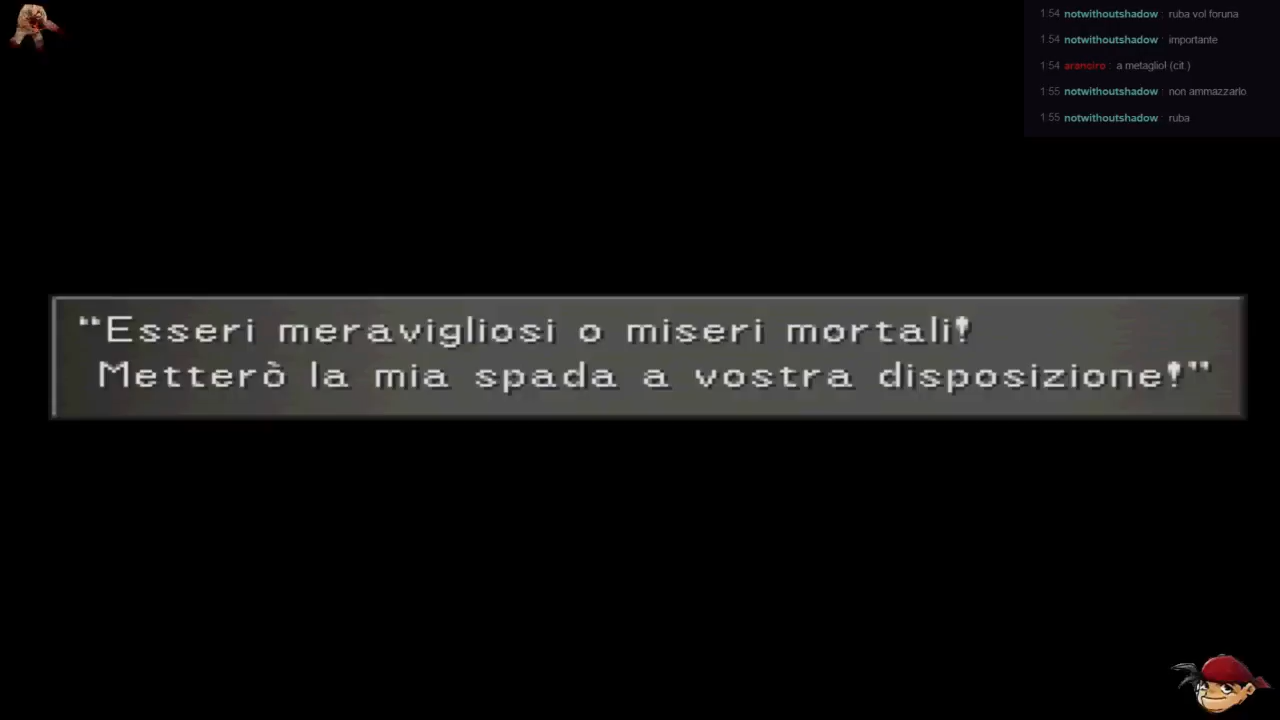 1:54 notwithoutshadow : ruba vol foruna
1:54 notwithoutshadow : importante
1:54 aranciro : a metaglio! (cit )
1:55 notwithoutshadow : non ammazzarlo
1:55 notwithoutshadow : ruba
“Esseri meravigliosi o miseri mortali!
Metterò la mia spada a vostra disposizione!”